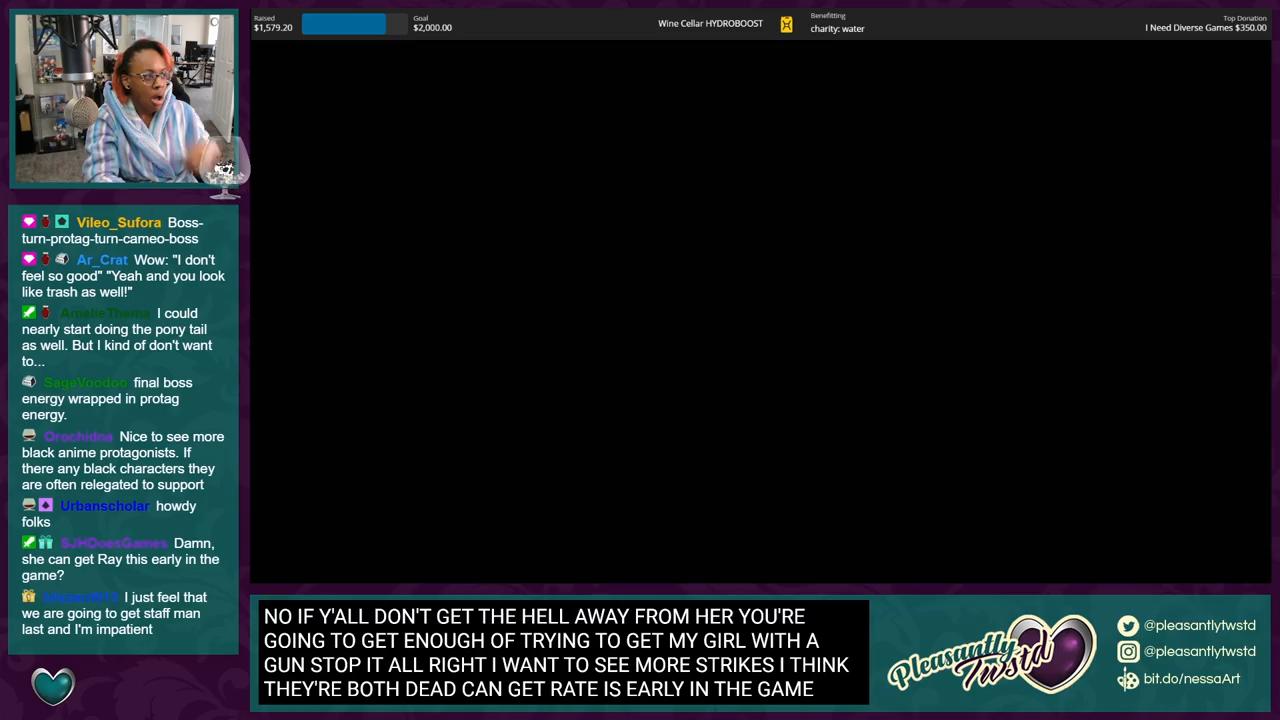 Raised
$1,579.20
Goal
$2,000.00
Wine Cellar HYDROBOOST
Benefitting
charity: water
Top Donation
I Need Diverse Games $350.00
Vileo_Sufora Boss-
turn-protag-turn-cameo-boss
Ar_Crat Wow: "I don't
feel so good" "Yeah and you look
like trash as well!"
AmelieThema I could
nearly start doing the pony tail
as well. But I kind of don't want
to...
SageVoodoo final boss
energy wrapped in protag
energy.
Orochidna Nice to see more
black anime protagonists. If
there any black characters they
are often relegated to support
Urbanscholar howdy
folks
SJHDoesGames Damn,
she can get Ray this early in the
game?
I just feel that
we are going to get staff man
last and I'm impatient
NO IF Y'ALL DON'T GET THE HELL AWAY FROM HER YOU'RE
GOING TO GET ENOUGH OF TRYING TO GET MY GIRL WITH A
GUN STOP IT ALL RIGHT I WANT TO SEE MORE STRIKES I THINK
THEY'RE BOTH DEAD CAN GET RATE IS EARLY IN THE GAME
Pleasantly
Twstd
@pleasantlytwstd
@pleasantlytwstd
bit.do/nessaArt